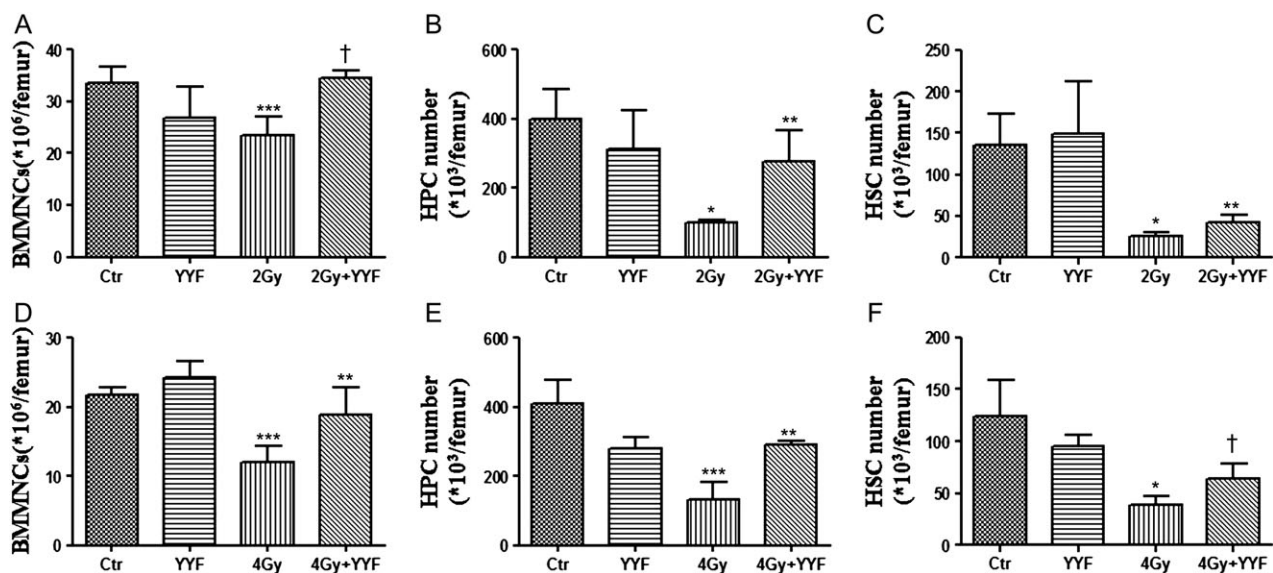 A
BMMNCs(*10⁶/femur)
40
30
20
10
0
***
†
Ctr YYF 2Gy 2Gy+YYF
B
HPC number
(*10³/femur)
600
400
200
0
*
**
Ctr YYF 2Gy 2Gy+YYF
C
HSC number
(*10³/femur)
250
200
150
100
50
0
*
**
Ctr YYF 2Gy 2Gy+YYF
D
BMMNCs(*10⁶/femur)
30
20
10
0
***
**
Ctr YYF 4Gy 4Gy+YYF
E
HPC number
(*10³/femur)
600
400
200
0
***
**
Ctr YYF 4Gy 4Gy+YYF
F
HSC number
(*10³/femur)
200
150
100
50
0
*
†
Ctr YYF 4Gy 4Gy+YYF